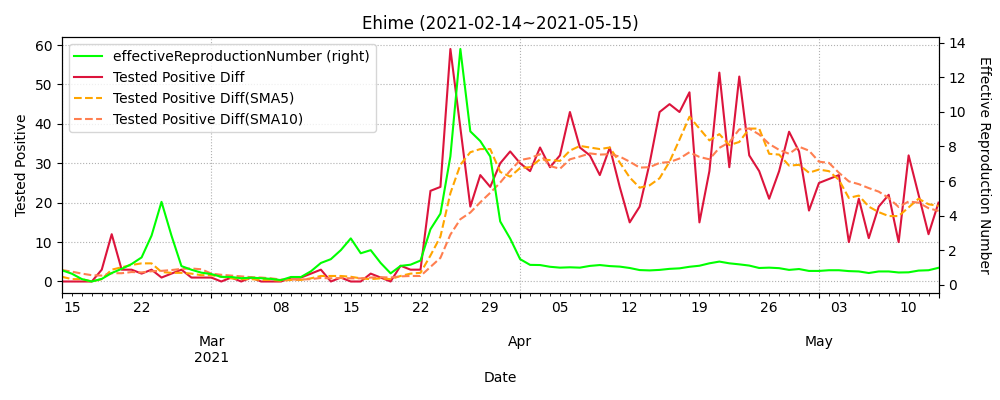 Ehime (2021-02-14~2021-05-15)
effectiveReproductionNumber (right)
Tested Positive Diff
Tested Positive Diff(SMA5)
Tested Positive Diff(SMA10)
Tested Positive
60
50
40
30
20
10
0
14
12
10
8
6
4
2
0
Effective Reproduction Number
15 22 08 15 22 29 05 12 19 26 03 10
Mar Apr May
2021
Date